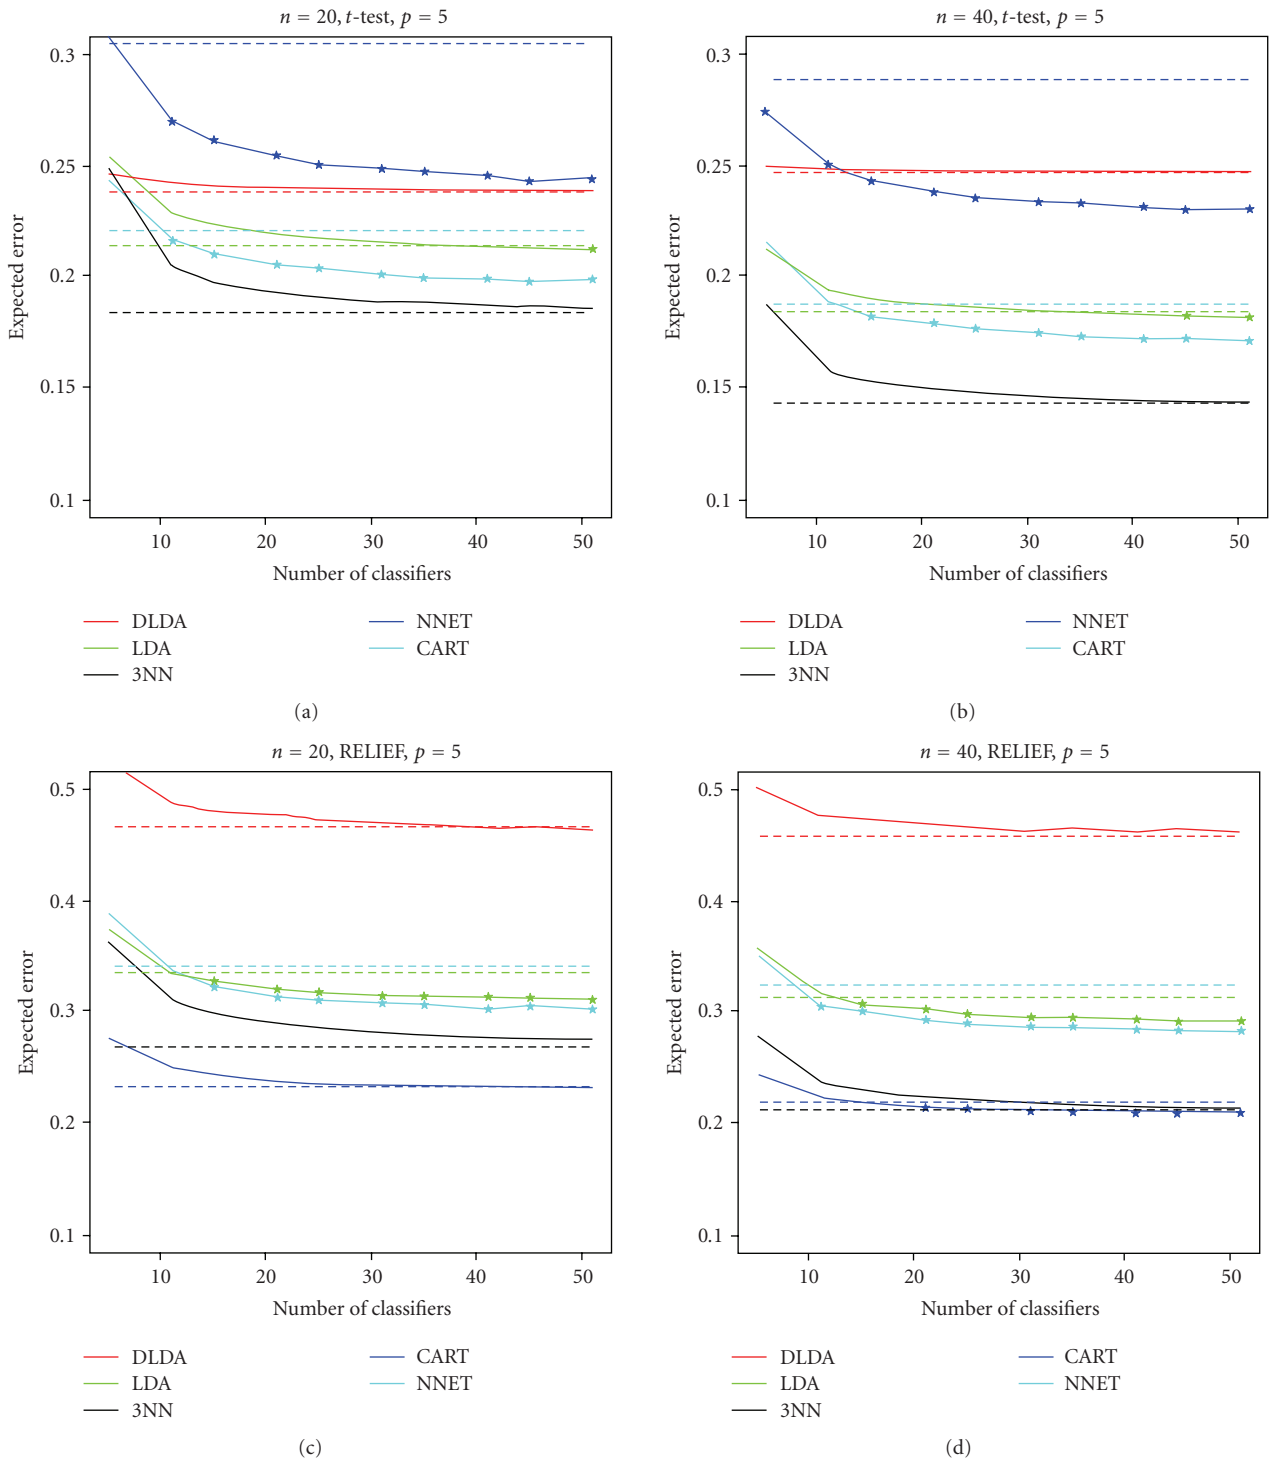 n = 20, t-test, p = 5
0.3
0.25
0.2
0.15
0.1
Expected error
10 20 30 40 50
Number of classifiers
DLDA NNET
LDA CART
3NN
(a)
n = 40, t-test, p = 5
0.3
0.25
0.2
0.15
0.1
Expected error
10 20 30 40 50
Number of classifiers
DLDA NNET
LDA CART
3NN
(b)
n = 20, RELIEF, p = 5
0.5
0.4
0.3
0.2
0.1
Expected error
10 20 30 40 50
Number of classifiers
DLDA CART
LDA NNET
3NN
(c)
n = 40, RELIEF, p = 5
0.5
0.4
0.3
0.2
0.1
Expected error
10 20 30 40 50
Number of classifiers
DLDA CART
LDA NNET
3NN
(d)